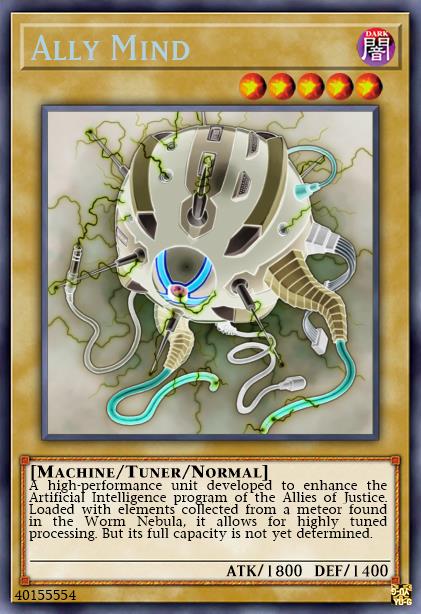 Ally Mind
DARK
闇
[Machine/Tuner/Normal]
A high-performance unit developed to enhance the
Artificial Intelligence program of the Allies of Justice.
Loaded with elements collected from a meteor found
in the Worm Nebula, it allows for highly tuned
processing. But its full capacity is not yet determined.
ATK/1800 DEF/1400
40155554